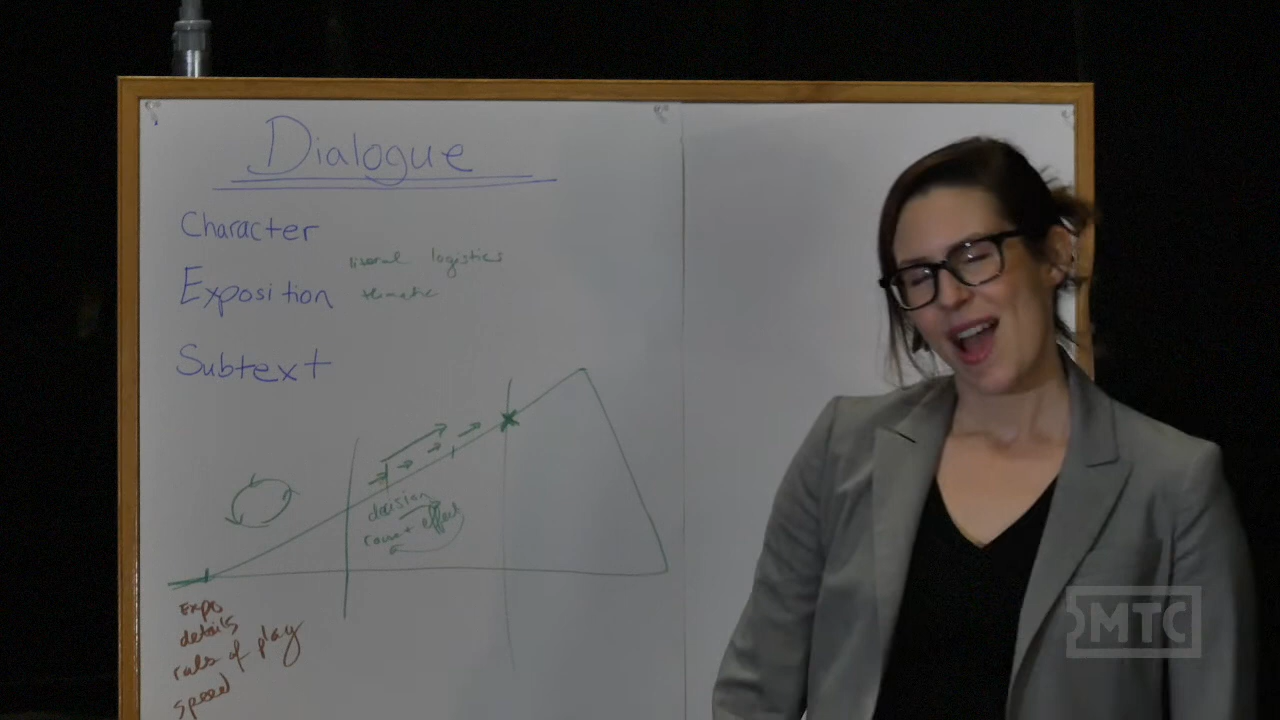 Dialogue
Character
literal logistics
Exposition
thematic
Subtext
decision
cause + effect
Expo
details
rules of play
speed
MTC